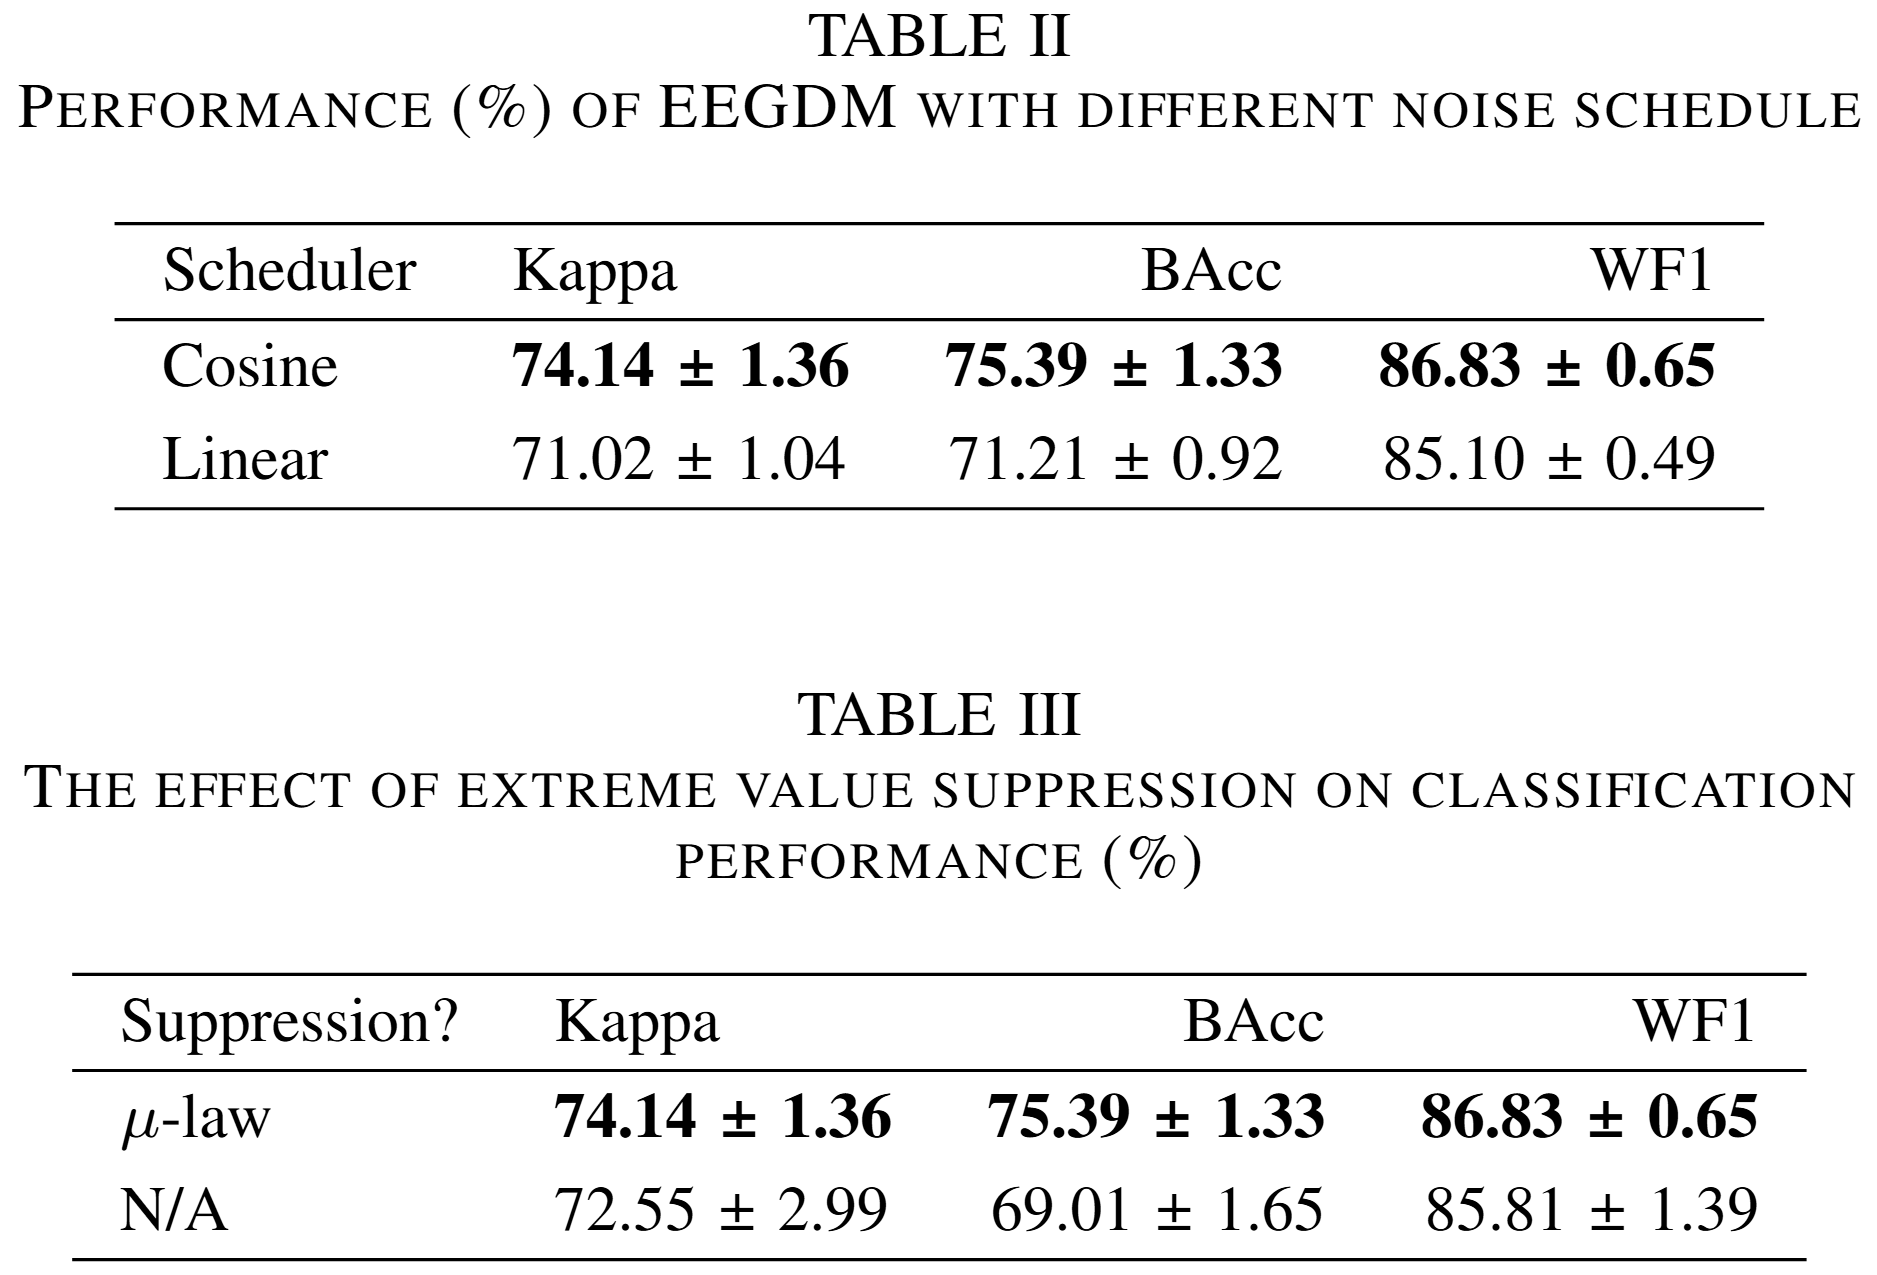 TABLE II
PERFORMANCE (%) OF EEGDM WITH DIFFERENT NOISE SCHEDULE
Scheduler Kappa BAcc WF1
Cosine 74.14 ± 1.36 75.39 ± 1.33 86.83 ± 0.65
Linear 71.02 ± 1.04 71.21 ± 0.92 85.10 ± 0.49
TABLE III
THE EFFECT OF EXTREME VALUE SUPPRESSION ON CLASSIFICATION
PERFORMANCE (%)
Suppression? Kappa BAcc WF1
μ-law 74.14 ± 1.36 75.39 ± 1.33 86.83 ± 0.65
N/A 72.55 ± 2.99 69.01 ± 1.65 85.81 ± 1.39